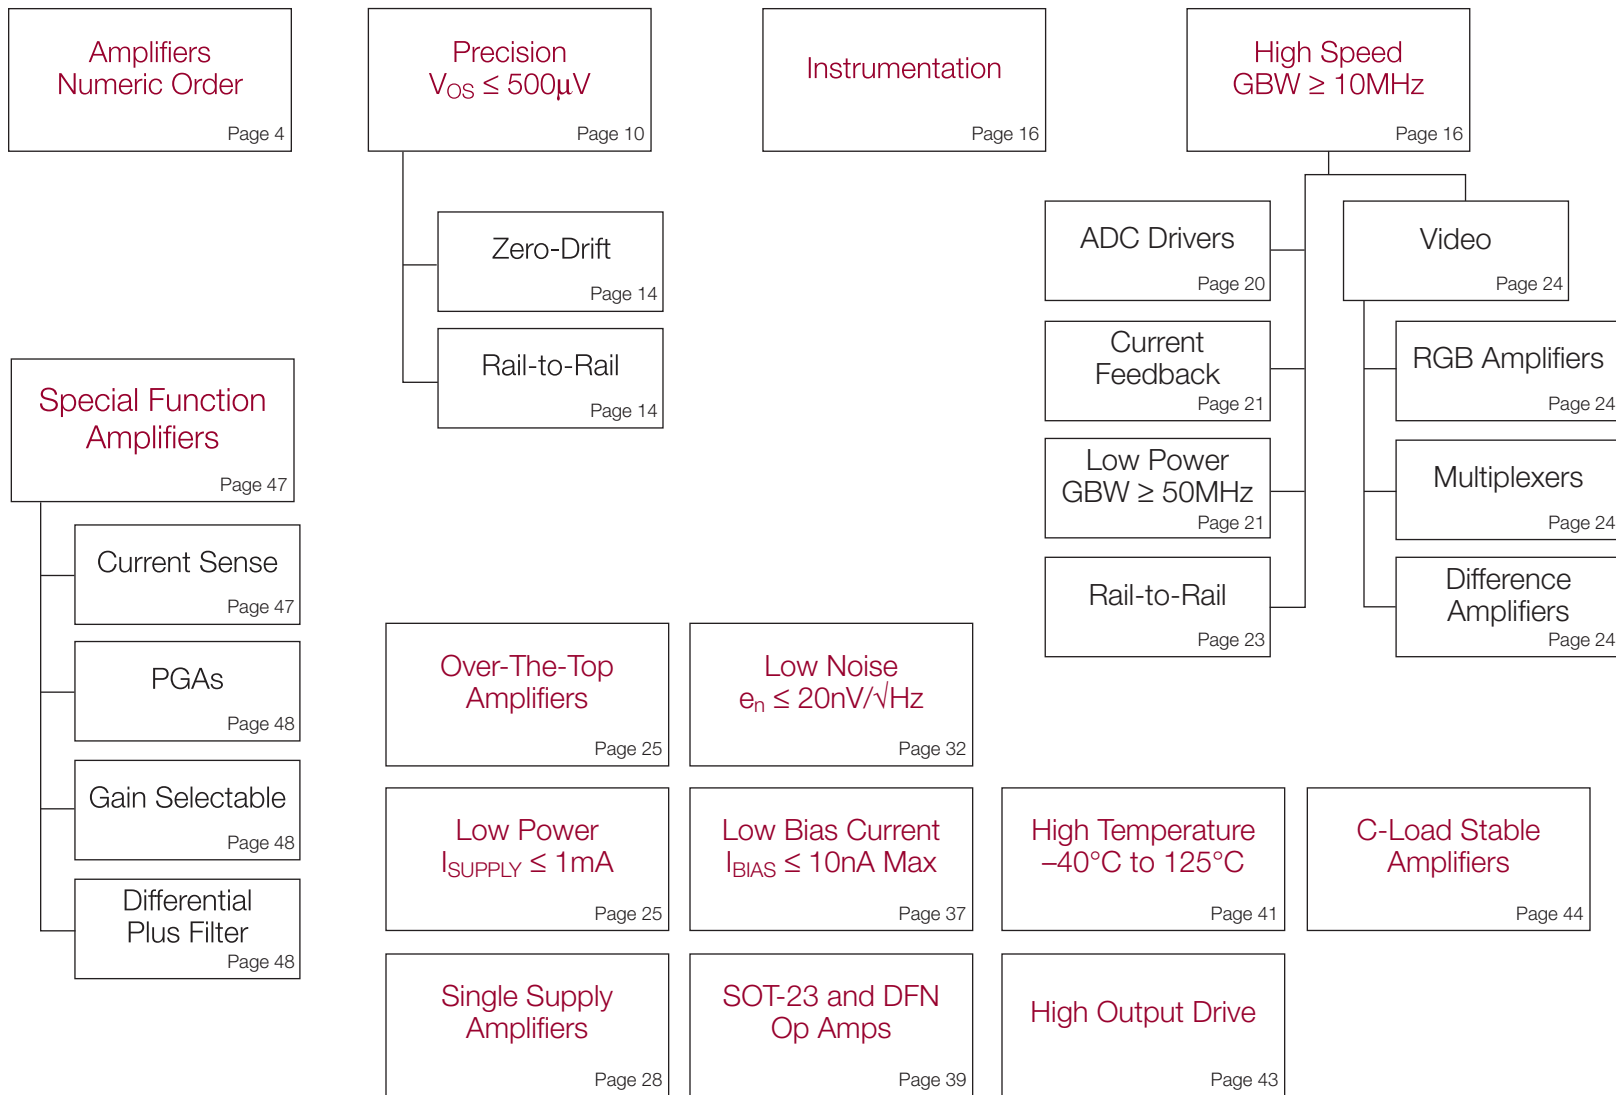 Amplifiers
Numeric Order
Page 4
Precision
VOS ≤ 500µV
Page 10
Instrumentation
Page 16
High Speed
GBW ≥ 10MHz
Page 16
Zero-Drift
Page 14
Rail-to-Rail
Page 14
ADC Drivers
Page 20
Current
Feedback
Page 21
Low Power
GBW ≥ 50MHz
Page 21
Rail-to-Rail
Page 23
Video
Page 24
RGB Amplifiers
Page 24
Multiplexers
Page 24
Difference
Amplifiers
Page 24
Special Function
Amplifiers
Page 47
Current Sense
Page 47
PGAs
Page 48
Gain Selectable
Page 48
Differential
Plus Filter
Page 48
Over-The-Top
Amplifiers
Page 25
Low Noise
en ≤ 20nV/√Hz
Page 32
Low Power
ISUPPLY ≤ 1mA
Page 25
Low Bias Current
IBIAS ≤ 10nA Max
Page 37
High Temperature
–40°C to 125°C
Page 41
C-Load Stable
Amplifiers
Page 44
Single Supply
Amplifiers
Page 28
SOT-23 and DFN
Op Amps
Page 39
High Output Drive
Page 43